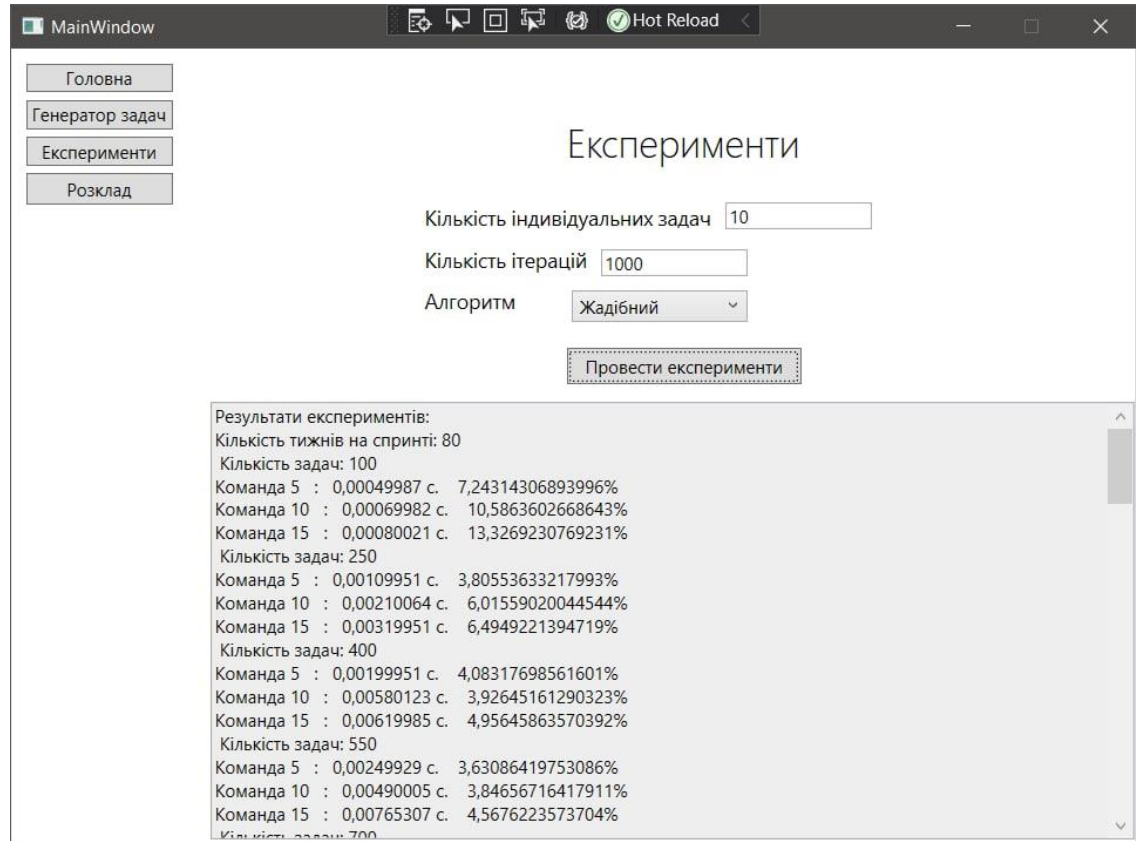 MainWindow
Hot Reload
Головна
Генератор задач
Експерименти
Розклад
Експерименти
Кількість індивідуальних задач 10
Кількість ітерацій 1000
Алгоритм Жадібний
Провести експерименти
Результати експериментів:
Кількість тижнів на спринті: 80
Кількість задач: 100
Команда 5 : 0,00049987 с. 7,24314306893996%
Команда 10 : 0,00069982 с. 10,5863602668643%
Команда 15 : 0,00080021 с. 13,3269230769231%
Кількість задач: 250
Команда 5 : 0,00109951 с. 3,80553633217993%
Команда 10 : 0,00210064 с. 6,01559020044544%
Команда 15 : 0,00319951 с. 6,4949221394719%
Кількість задач: 400
Команда 5 : 0,00199951 с. 4,08317698561601%
Команда 10 : 0,00580123 с. 3,92645161290323%
Команда 15 : 0,00619985 с. 4,95645863570392%
Кількість задач: 550
Команда 5 : 0,00249929 с. 3,63086419753086%
Команда 10 : 0,00490005 с. 3,84656716417911%
Команда 15 : 0,00765307 с. 4,5676223573704%
Кількість задач: 700